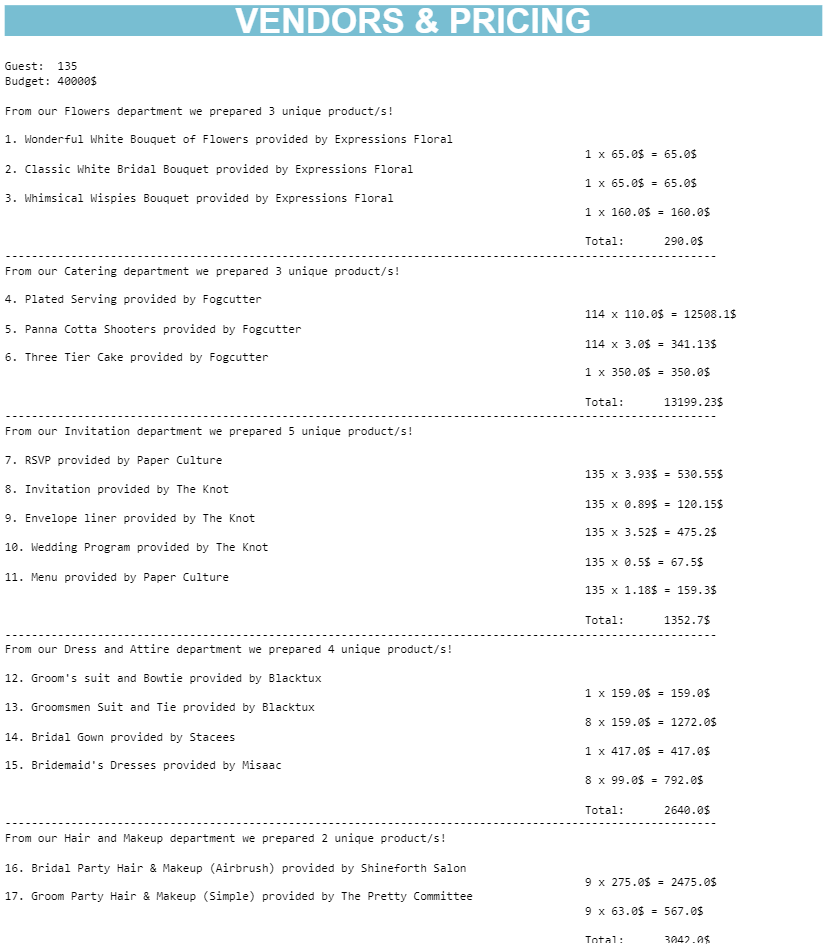 VENDORS & PRICING
Guest:  135
Budget: 40000$
From our Flowers department we prepared 3 unique product/s!
1. Wonderful White Bouquet of Flowers provided by Expressions Floral
1 x 65.0$ = 65.0$
2. Classic White Bridal Bouquet provided by Expressions Floral
1 x 65.0$ = 65.0$
3. Whimsical Wispies Bouquet provided by Expressions Floral
1 x 160.0$ = 160.0$
Total:      290.0$
------------------------------------------------------------------------------------------------------------
From our Catering department we prepared 3 unique product/s!
4. Plated Serving provided by Fogcutter
114 x 110.0$ = 12508.1$
5. Panna Cotta Shooters provided by Fogcutter
114 x 3.0$ = 341.13$
6. Three Tier Cake provided by Fogcutter
1 x 350.0$ = 350.0$
Total:      13199.23$
------------------------------------------------------------------------------------------------------------
From our Invitation department we prepared 5 unique product/s!
7. RSVP provided by Paper Culture
135 x 3.93$ = 530.55$
8. Invitation provided by The Knot
135 x 0.89$ = 120.15$
9. Envelope liner provided by The Knot
135 x 3.52$ = 475.2$
10. Wedding Program provided by The Knot
135 x 0.5$ = 67.5$
11. Menu provided by Paper Culture
135 x 1.18$ = 159.3$
Total:      1352.7$
------------------------------------------------------------------------------------------------------------
From our Dress and Attire department we prepared 4 unique product/s!
12. Groom's suit and Bowtie provided by Blacktux
1 x 159.0$ = 159.0$
13. Groomsmen Suit and Tie provided by Blacktux
8 x 159.0$ = 1272.0$
14. Bridal Gown provided by Stacees
1 x 417.0$ = 417.0$
15. Bridemaid's Dresses provided by Misaac
8 x 99.0$ = 792.0$
Total:      2640.0$
------------------------------------------------------------------------------------------------------------
From our Hair and Makeup department we prepared 2 unique product/s!
16. Bridal Party Hair & Makeup (Airbrush) provided by Shineforth Salon
9 x 275.0$ = 2475.0$
17. Groom Party Hair & Makeup (Simple) provided by The Pretty Committee
9 x 63.0$ = 567.0$
Total:      3042.0$